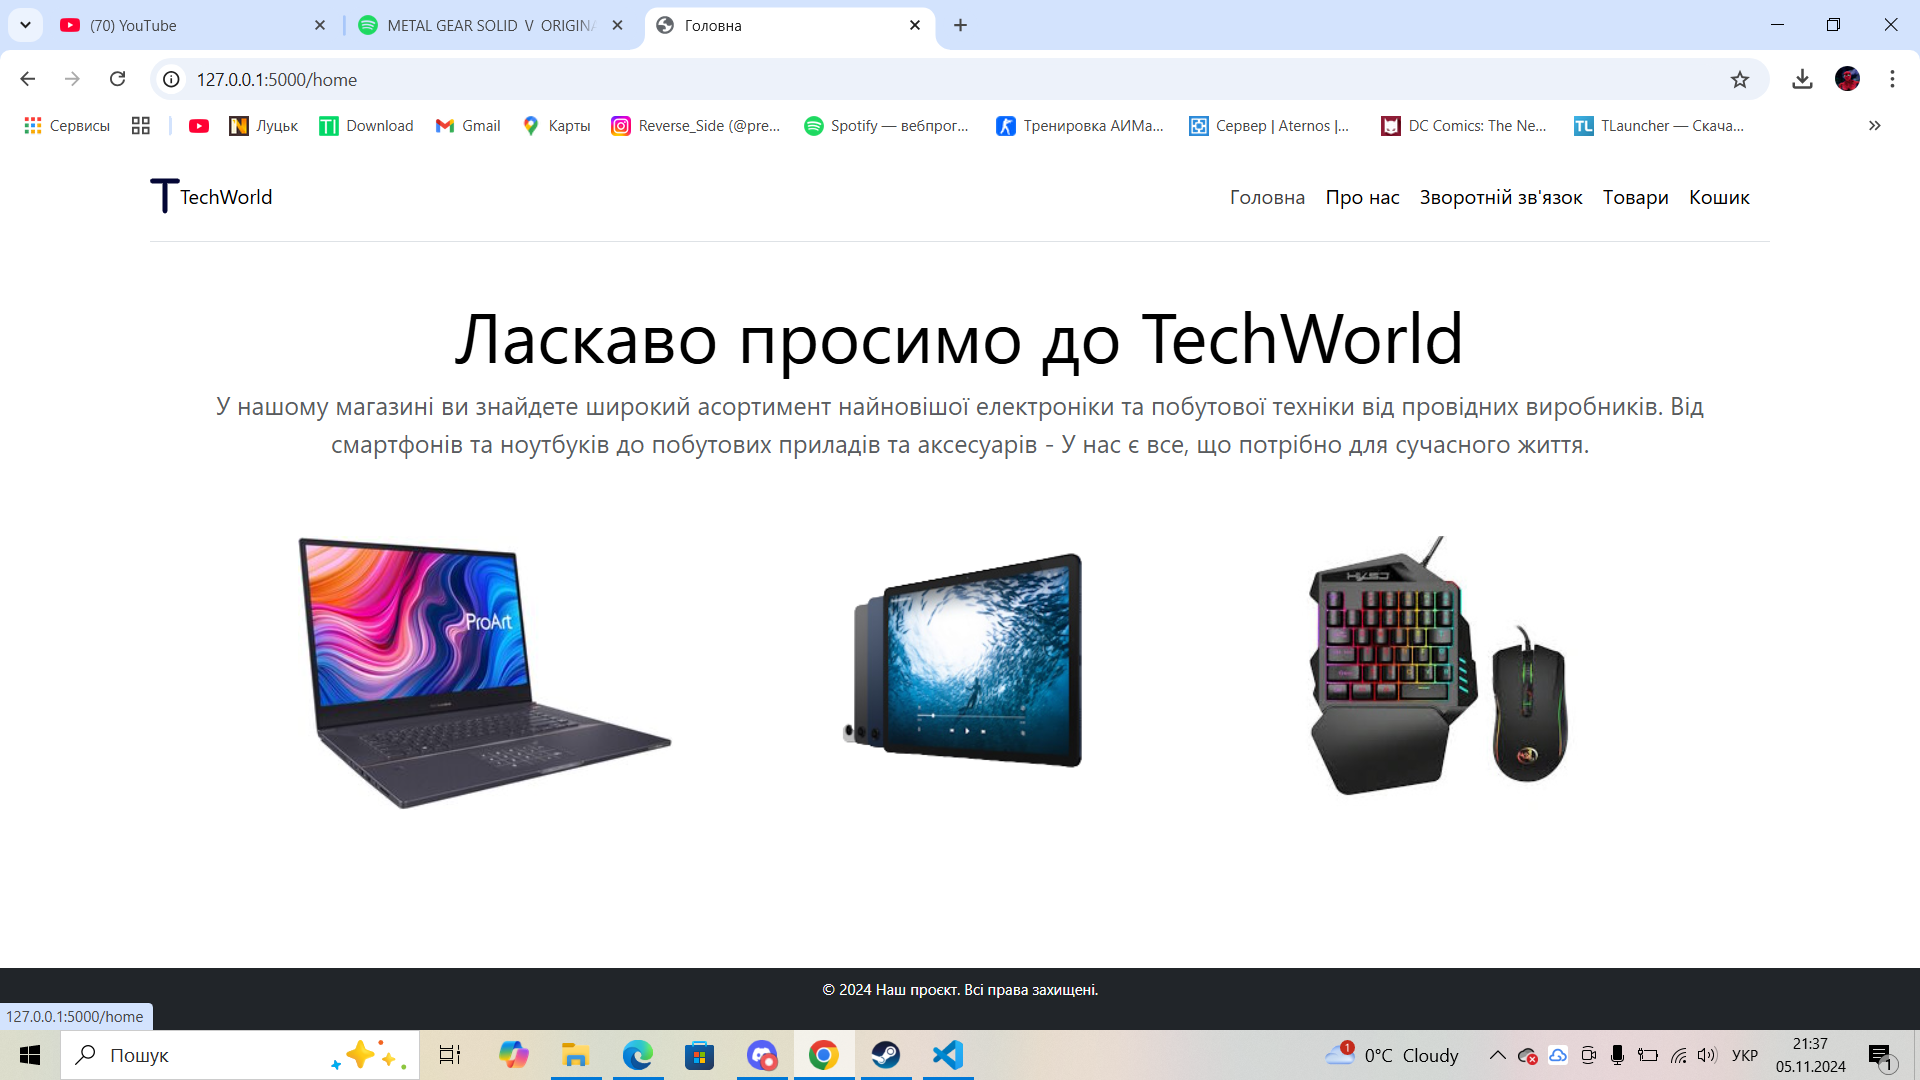 (70) YouTube
METAL GEAR SOLID V ORIGINA
Головна
127.0.0.1:5000/home
Сервисы
Луцьк
Download
Gmail
Карты
Reverse_Side (@pre...
Spotify — вебпрог...
Тренировка АИМа...
Сервер | Aternos |...
DC Comics: The Ne...
TLauncher — Скача...
TechWorld
Головна
Про нас
Зворотній зв'язок
Товари
Кошик
Ласкаво просимо до TechWorld
У нашому магазині ви знайдете широкий асортимент найновішої електроніки та побутової техніки від провідних виробників. Від
смартфонів та ноутбуків до побутових приладів та аксесуарів - У нас є все, що потрібно для сучасного життя.
ProArt
© 2024 Наш проєкт. Всі права захищені.
127.0.0.1:5000/home
Пошук
1
0°C Cloudy
УКР
21:37
05.11.2024
1